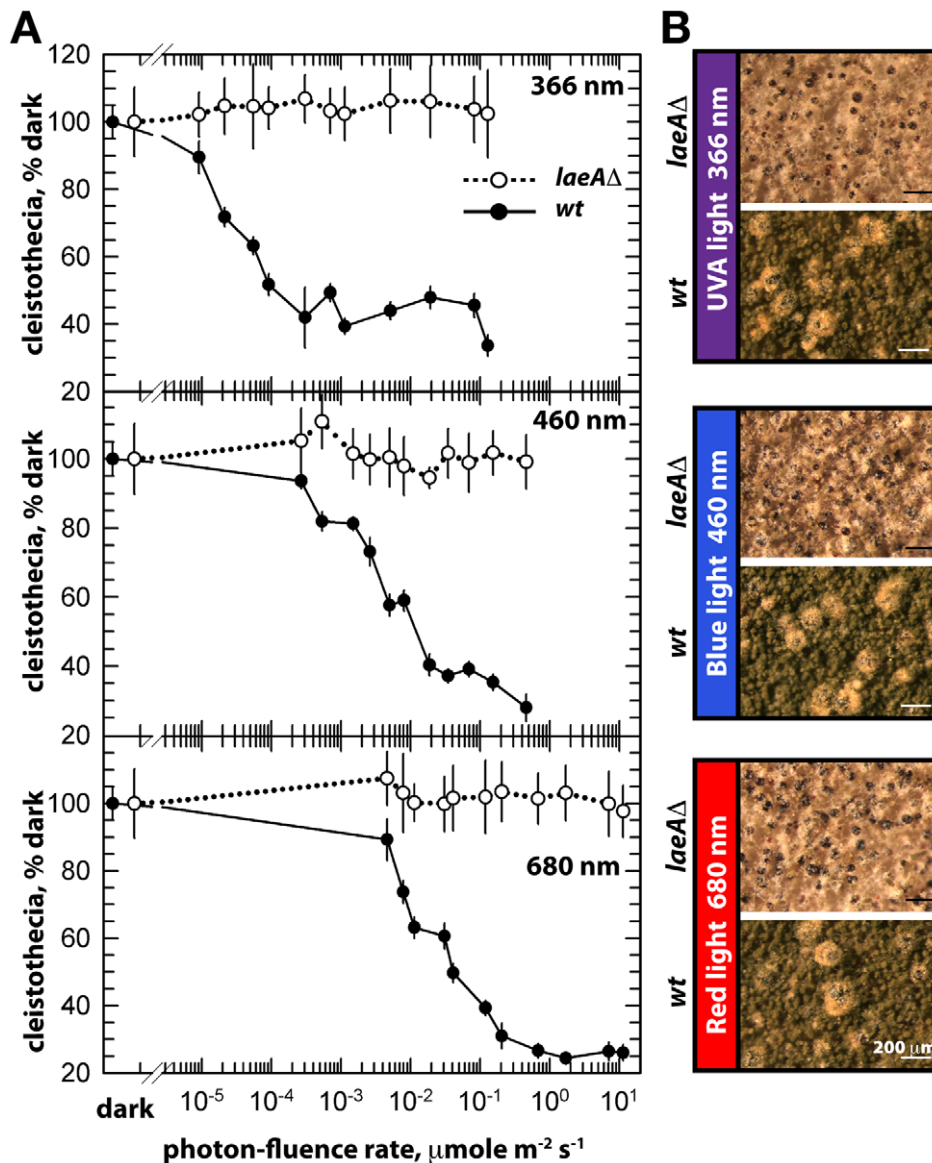 A
120
100
80
60
40
20
cleistothecia, % dark
366 nm
laeAΔ
wt
100
80
60
40
20
cleistothecia, % dark
460 nm
100
80
60
40
20
cleistothecia, % dark
680 nm
dark
10⁻⁵
10⁻⁴
10⁻³
10⁻²
10⁻¹
10⁰
10¹
photon-fluence rate, μmole m⁻² s⁻¹
B
laeAΔ
wt
UVA light 366 nm
laeAΔ
wt
Blue light 460 nm
laeAΔ
wt
Red light 680 nm
200 μm